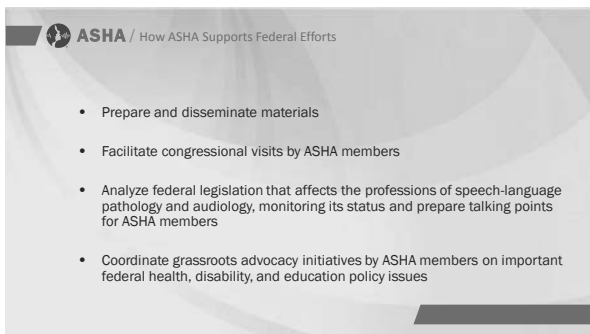 ASHA / How ASHA Supports Federal Efforts
• Prepare and disseminate materials
• Facilitate congressional visits by ASHA members
• Analyze federal legislation that affects the professions of speech-language
pathology and audiology, monitoring its status and prepare talking points
for ASHA members
• Coordinate grassroots advocacy initiatives by ASHA members on important
federal health, disability, and education policy issues